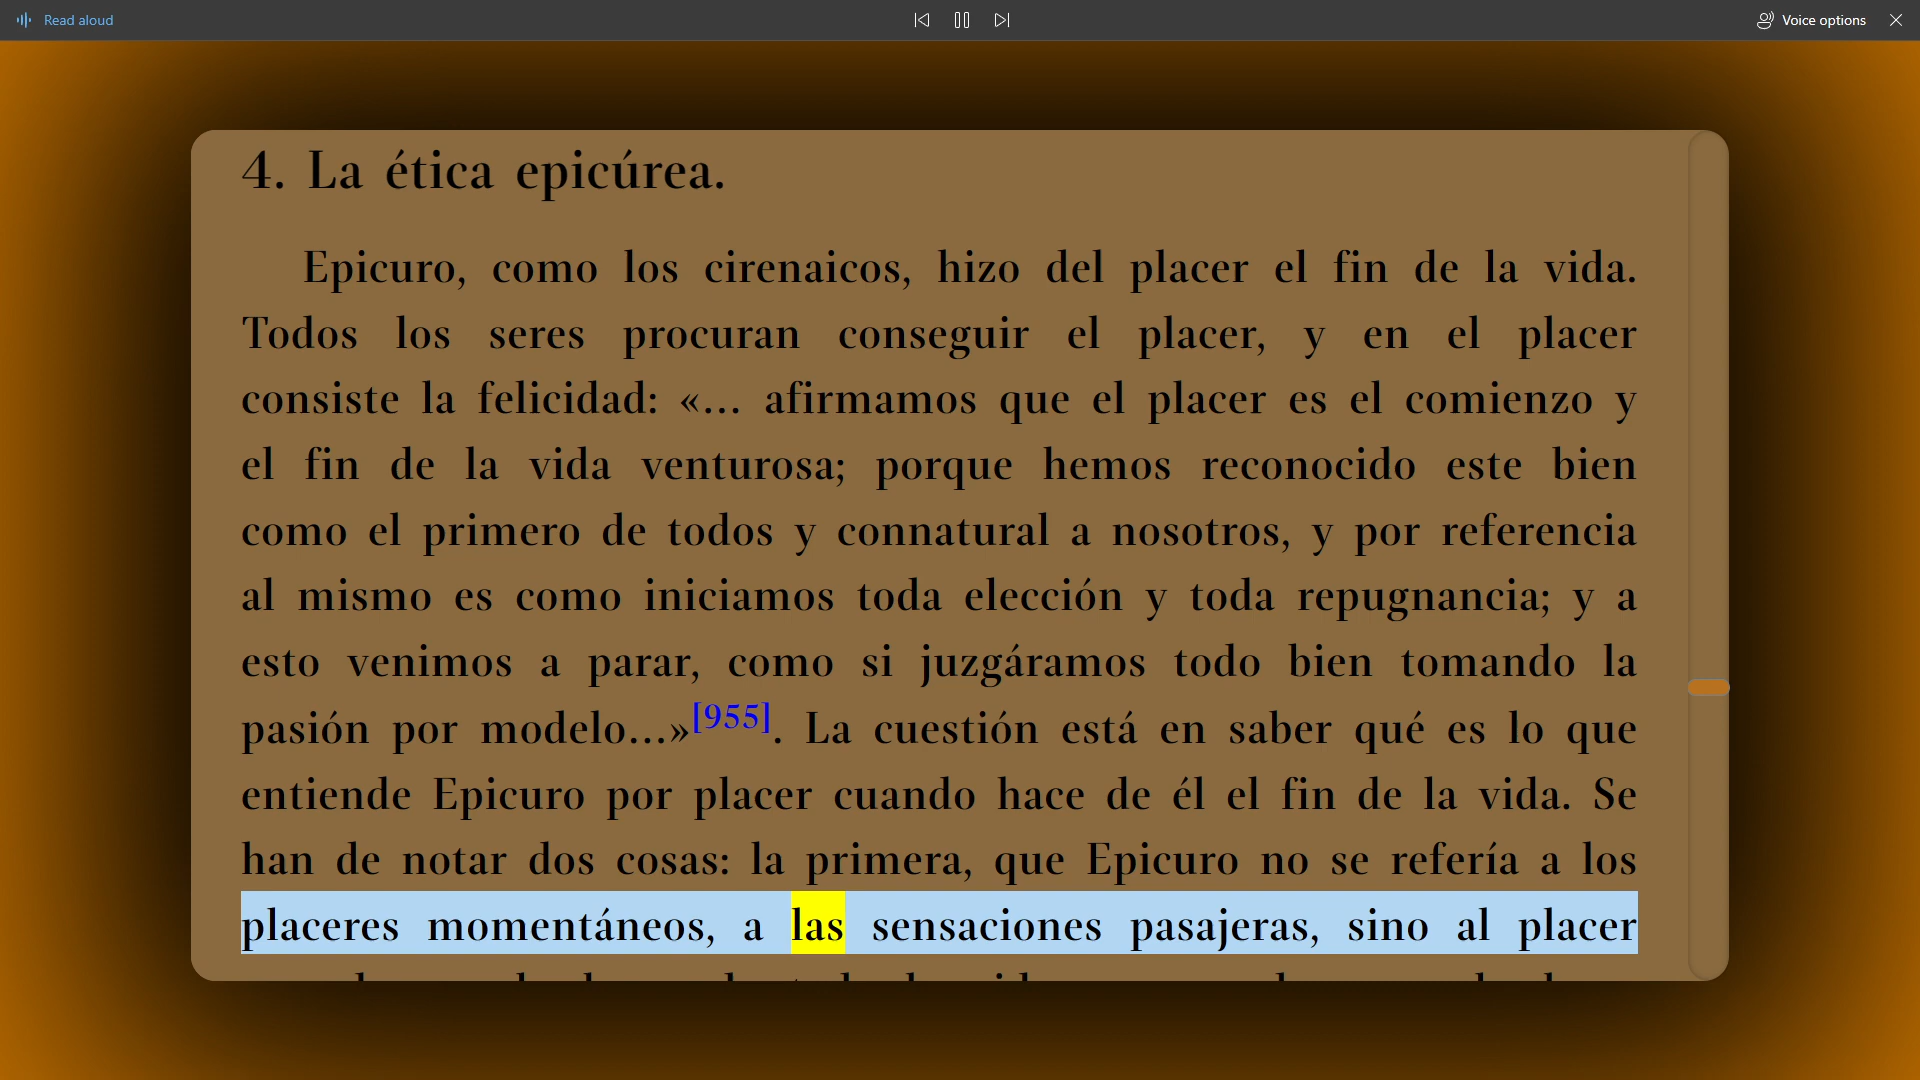 Read aloud
Voice options
4. La ética epicúrea.
Epicuro, como los cirenaicos, hizo del placer el fin de la vida.
Todos los seres procuran conseguir el placer, y en el placer
consiste la felicidad: «... afirmamos que el placer es el comienzo y
el fin de la vida venturosa; porque hemos reconocido este bien
como el primero de todos y connatural a nosotros, y por referencia
al mismo es como iniciamos toda elección y toda repugnancia; y a
esto venimos a parar, como si juzgáramos todo bien tomando la
pasión por modelo...»[955]. La cuestión está en saber qué es lo que
entiende Epicuro por placer cuando hace de él el fin de la vida. Se
han de notar dos cosas: la primera, que Epicuro no se refería a los
placeres momentáneos, a las sensaciones pasajeras, sino al placer